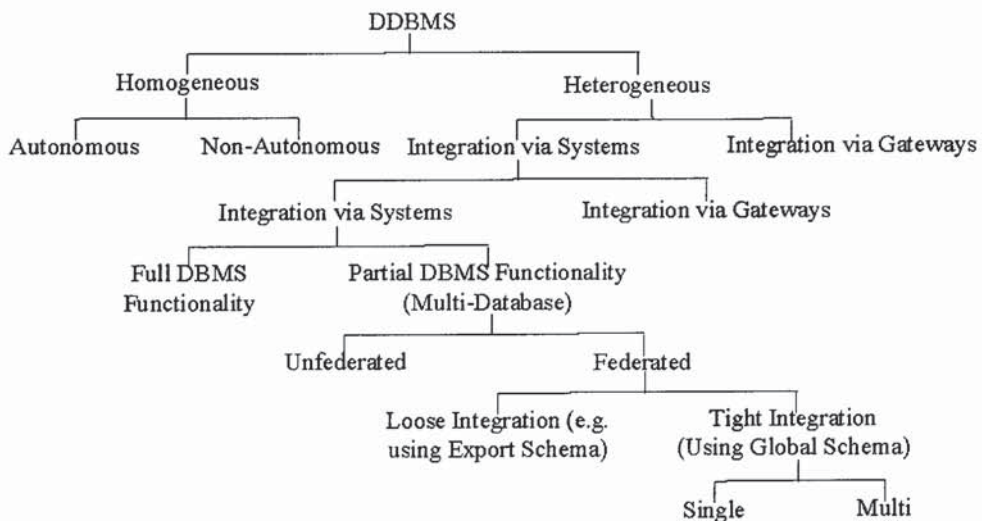 DDBMS
Homogeneous
Heterogeneous
Autonomous
Non-Autonomous
Integration via Systems
Integration via Gateways
Integration via Systems
Integration via Gateways
Full DBMS
Functionality
Partial DBMS Functionality
(Multi-Database)
Unfederated
Federated
Loose Integration (e.g.
using Export Schema)
Tight Integration
(Using Global Schema)
Single
Multi